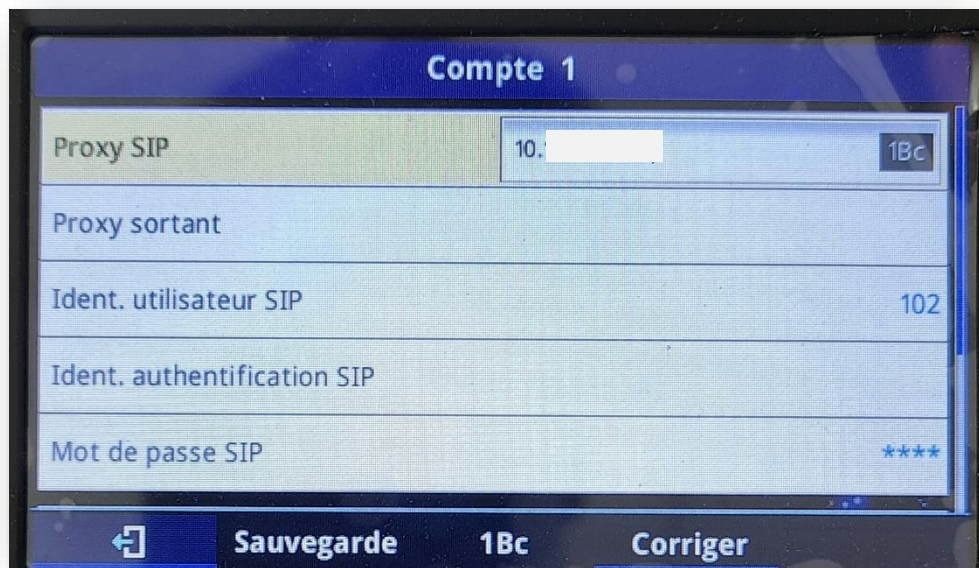 Compte 1
Proxy SIP 10. 1Bc
Proxy sortant
Ident. utilisateur SIP 102
Ident. authentification SIP
Mot de passe SIP ****
Sauvegarde 1Bc Corriger